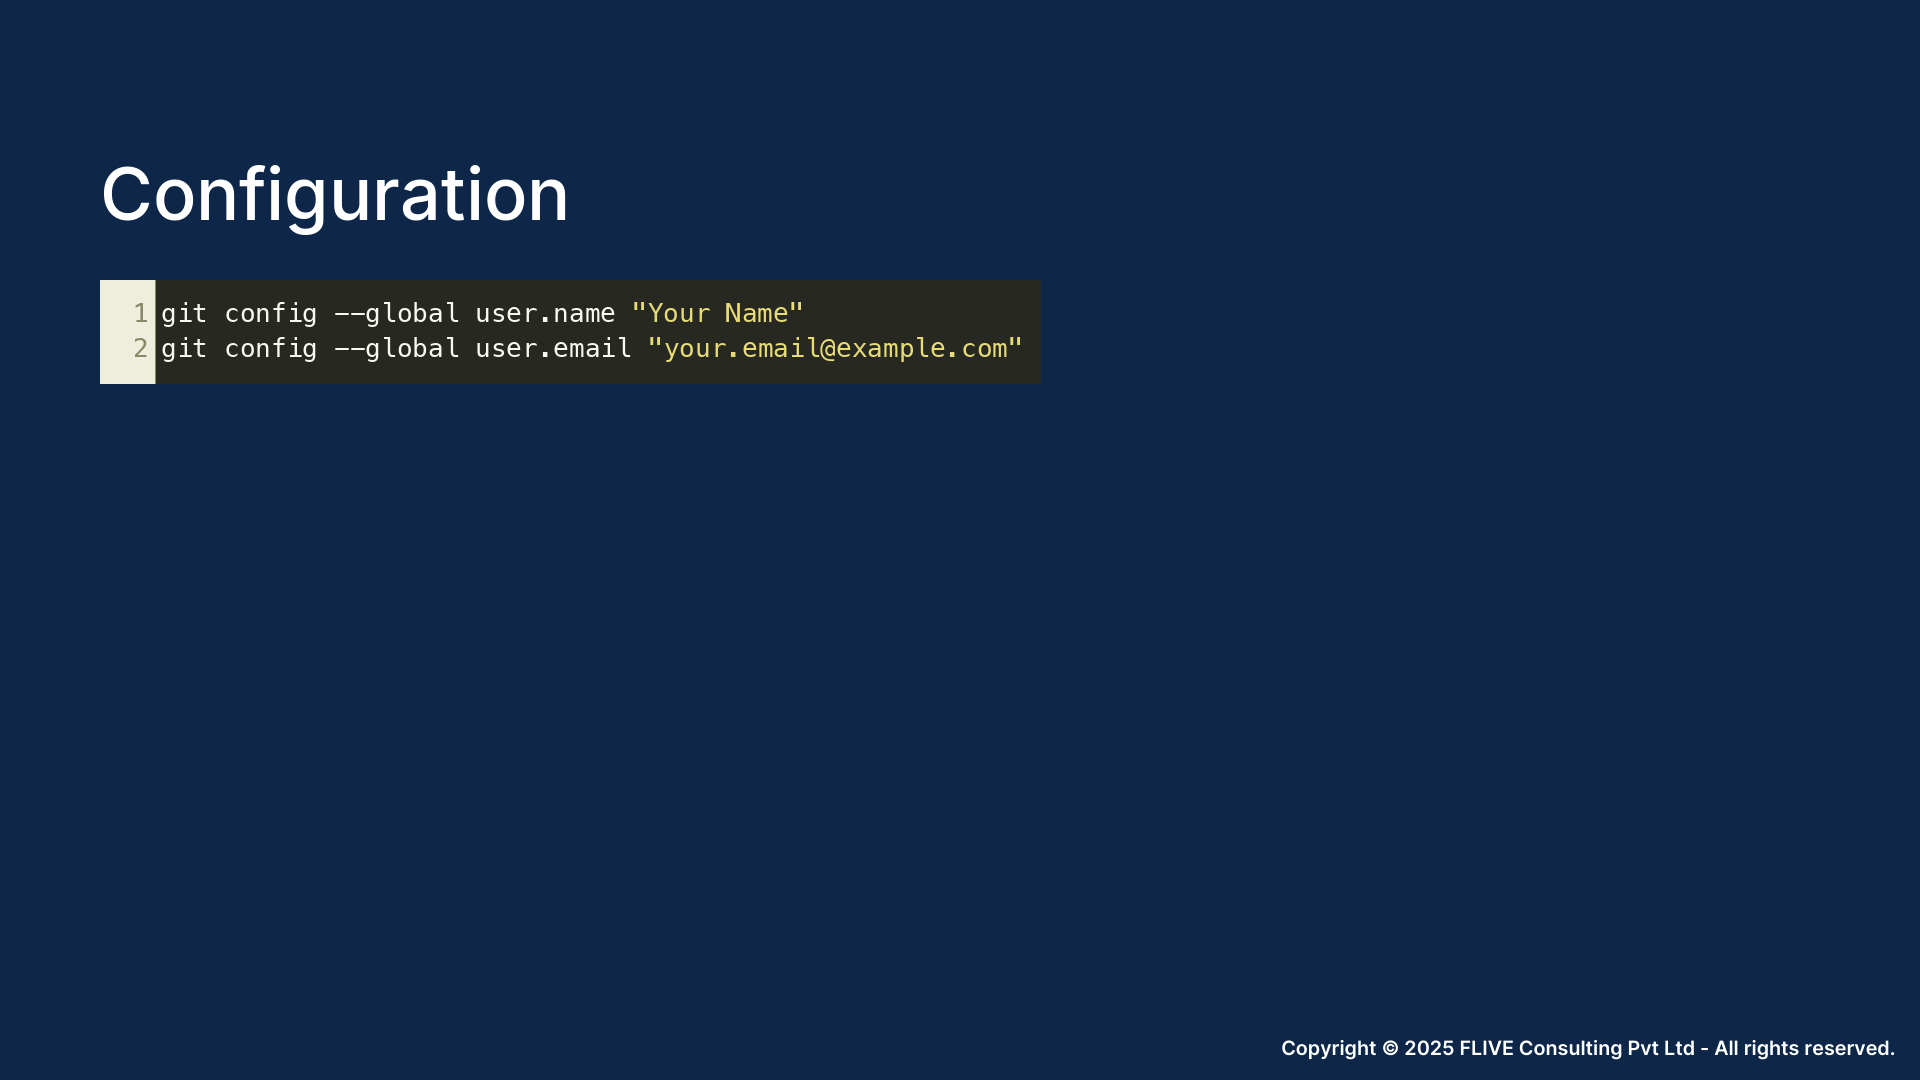 Configuration
1 git config --global user.name "Your Name"
2 git config --global user.email "your.email@example.com"
Copyright © 2025 FLIVE Consulting Pvt Ltd - All rights reserved.